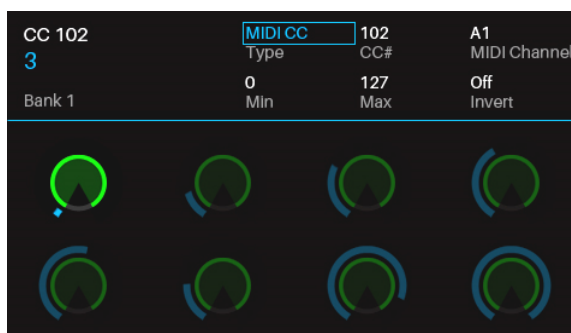 CC 102
3
Bank 1
MIDI CC
Type
102
CC#
A1
MIDI Channel
0
Min
127
Max
Off
Invert